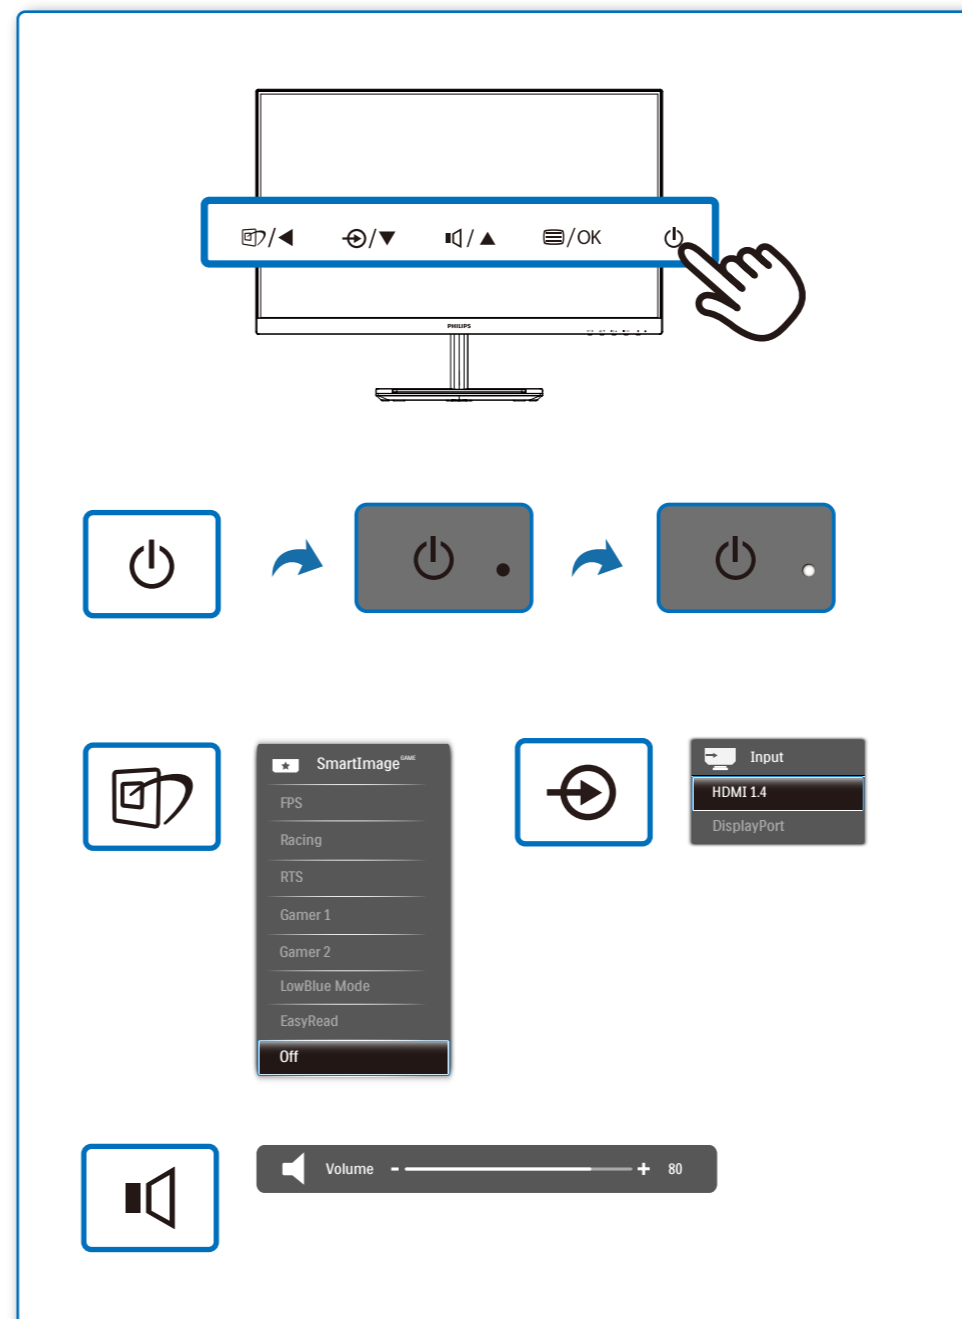 /OK
PHILIPS
SmartImage GAME
FPS
Racing
RTS
Gamer 1
Gamer 2
LowBlue Mode
EasyRead
Off
Input
HDMI 1.4
DisplayPort
Volume - + 80